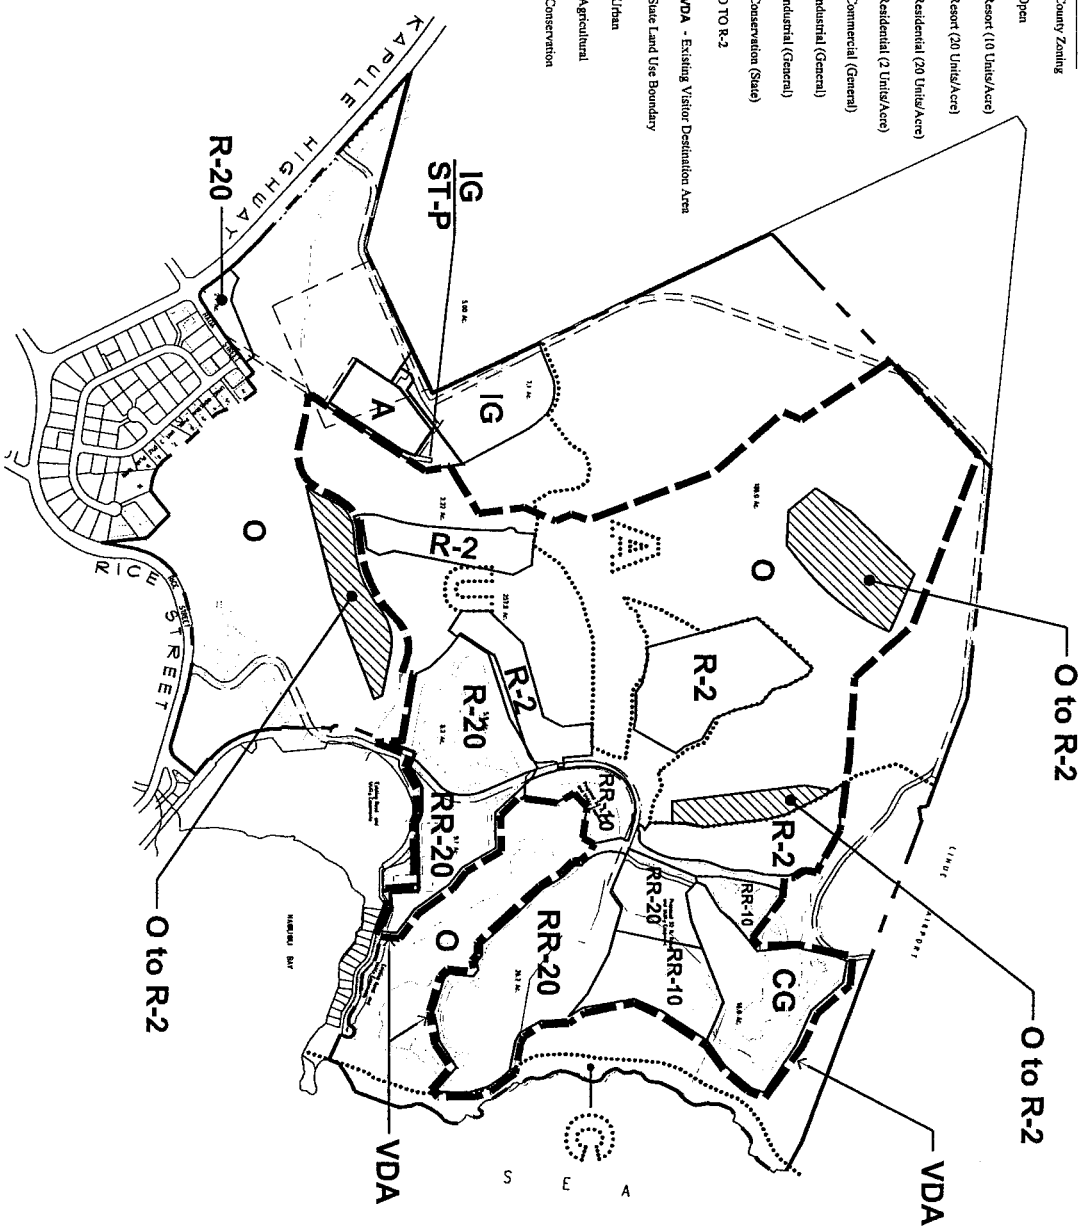 County Zoning
Open
Resort (10 Units/Acre)
Resort (20 Units/Acre)
Residential (20 Units/Acre)
Residential (2 Units/Acre)
Commercial (General)
Industrial (General)
Industrial (General)
Conservation (State)
O TO R-2
VDA - Existing Visitor Destination Area
State Land Use Boundary
Urban
Agricultural
Conservation
KAPULE HIGHWAY
R-20
IG
ST-P
A
IG
O
R-2
U
A
O
R-2
R-20
R-2
O to R-2
O to R-2
O to R-2
R-2
RR-10
RR-10
RR-20
RR-10
RR-20
RR-20
O
CG
C
VDA
VDA
RICE STREET
LIHUE AIRPORT
NAWILIWILI BAY
SEA